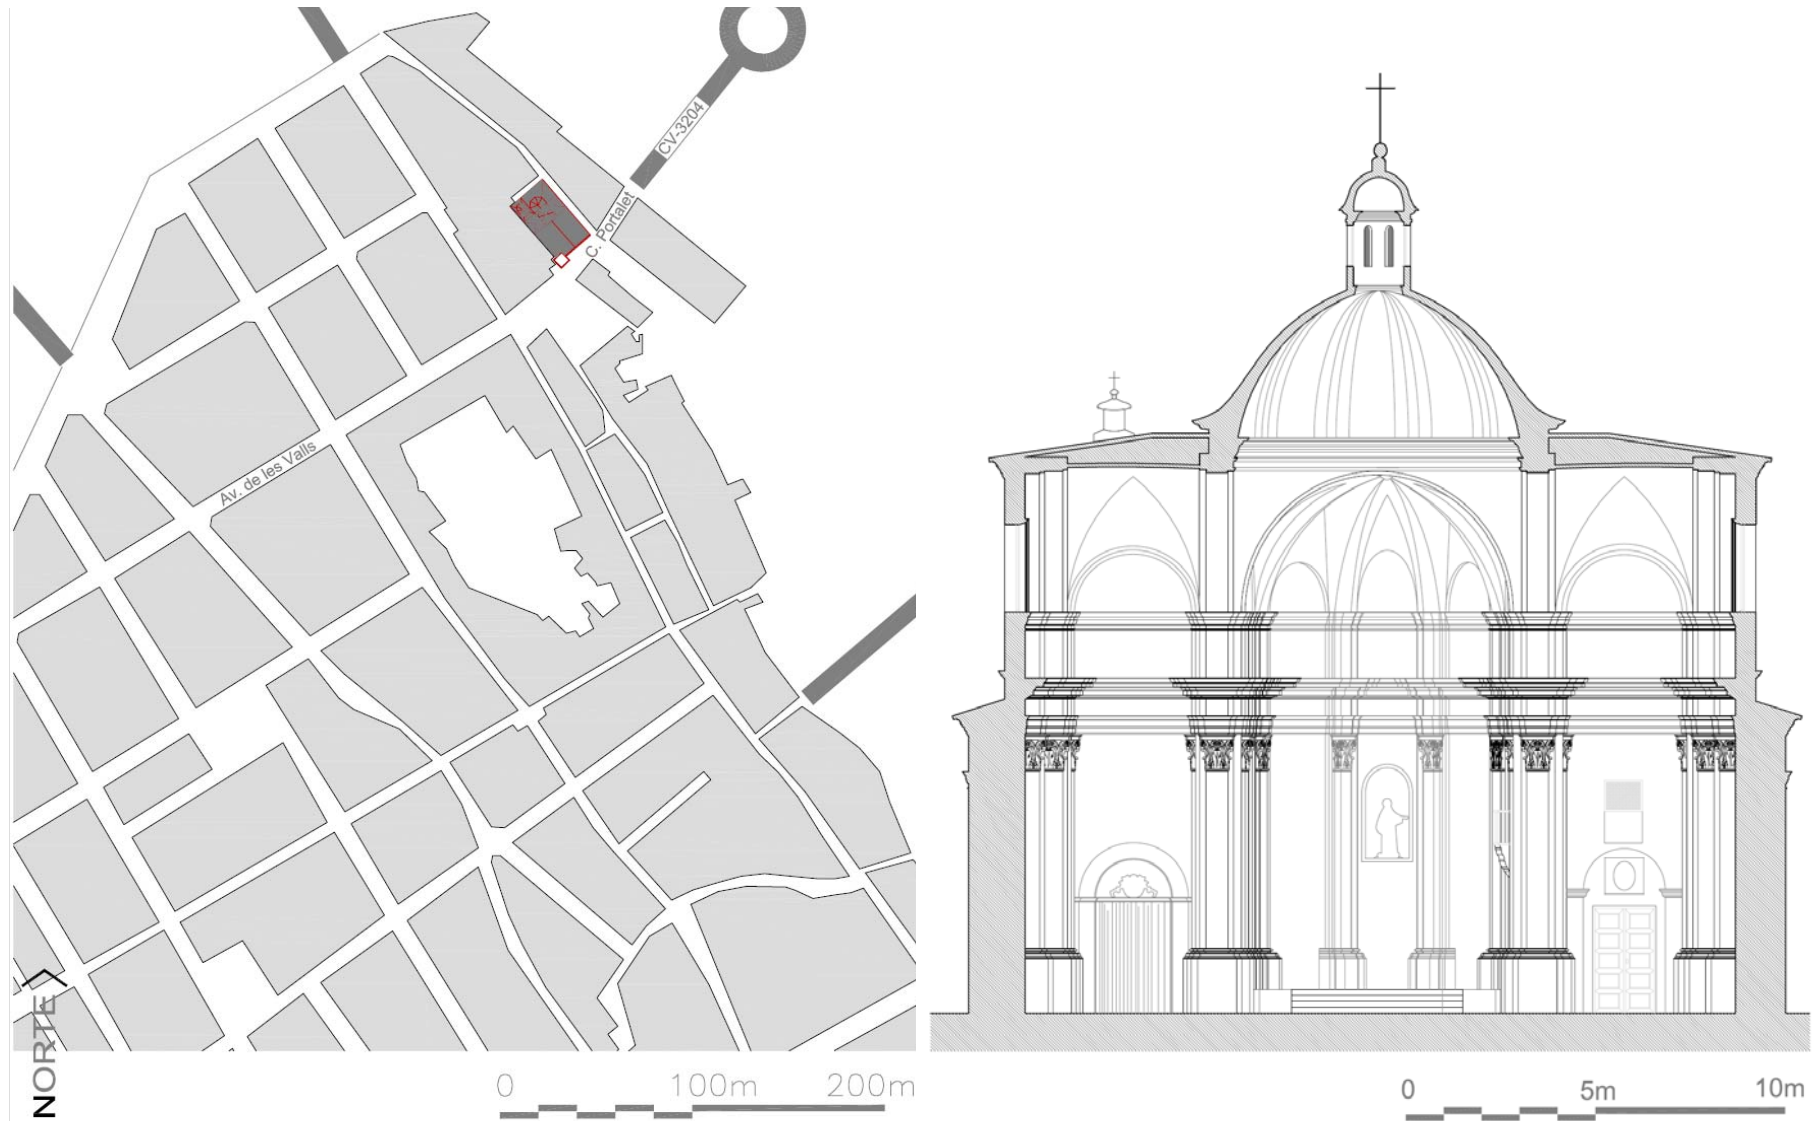 CV-3204
C. Portalet
Av. de les Valls
NORTE
0 100m 200m
0 5m 10m